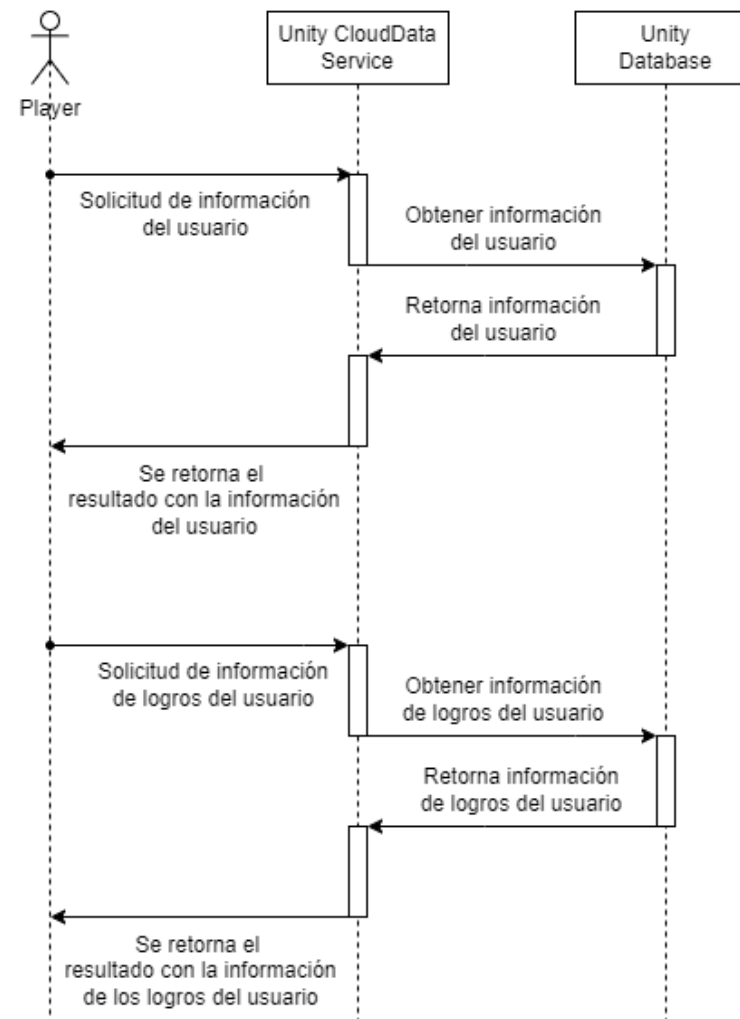 Player
Unity CloudData
Service
Unity
Database
Solicitud de información
del usuario
Obtener información
del usuario
Retorna información
del usuario
Se retorna el
resultado con la información
del usuario
Solicitud de información
de logros del usuario
Obtener información
de logros del usuario
Retorna información
de logros del usuario
Se retorna el
resultado con la información
de los logros del usuario